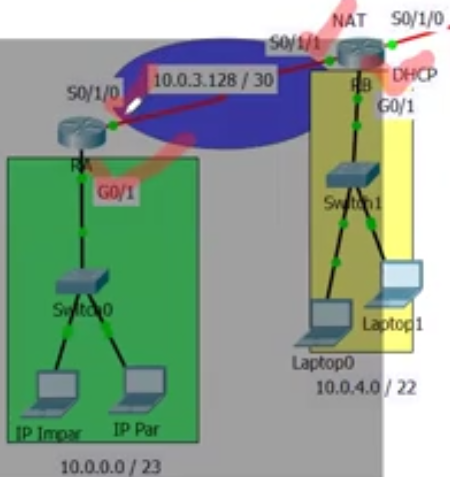 NAT
S0/1/0
S0/1/1
DHCP
10.0.3.128 / 30
RB
S0/1/0
G0/1
RA
G0/1
Switch1
Switch0
Laptop1
Laptop0
10.0.4.0 / 22
IP Impar
IP Par
10.0.0.0 / 23